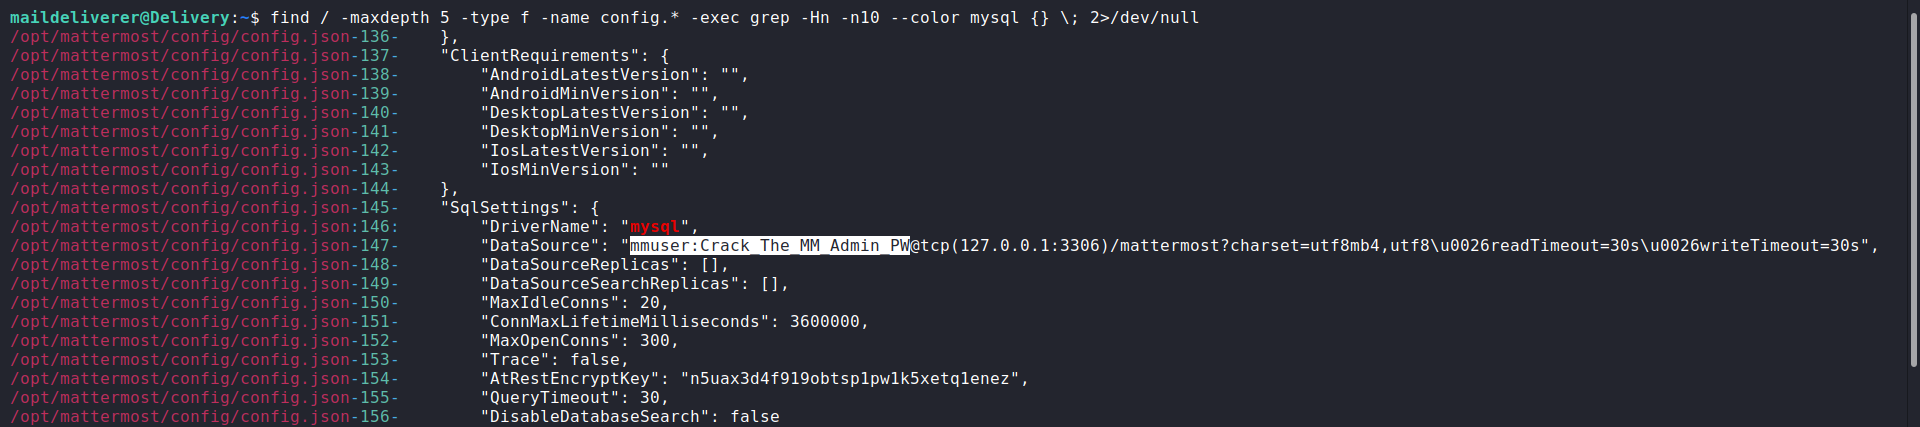 maildeliverer@Delivery:~$ find / -maxdepth 5 -type f -name config.* -exec grep -Hn -n10 --color mysql {} \; 2>/dev/null
/opt/mattermost/config/config.json-136-    },
/opt/mattermost/config/config.json-137-    "ClientRequirements": {
/opt/mattermost/config/config.json-138-        "AndroidLatestVersion": "",
/opt/mattermost/config/config.json-139-        "AndroidMinVersion": "",
/opt/mattermost/config/config.json-140-        "DesktopLatestVersion": "",
/opt/mattermost/config/config.json-141-        "DesktopMinVersion": "",
/opt/mattermost/config/config.json-142-        "IosLatestVersion": "",
/opt/mattermost/config/config.json-143-        "IosMinVersion": ""
/opt/mattermost/config/config.json-144-    },
/opt/mattermost/config/config.json-145-    "SqlSettings": {
/opt/mattermost/config/config.json:146:        "DriverName": "mysql",
/opt/mattermost/config/config.json-147-        "DataSource": "mmuser:Crack_The_MM_Admin_PW@tcp(127.0.0.1:3306)/mattermost?charset=utf8mb4,utf8\u0026readTimeout=30s\u0026writeTimeout=30s",
/opt/mattermost/config/config.json-148-        "DataSourceReplicas": [],
/opt/mattermost/config/config.json-149-        "DataSourceSearchReplicas": [],
/opt/mattermost/config/config.json-150-        "MaxIdleConns": 20,
/opt/mattermost/config/config.json-151-        "ConnMaxLifetimeMilliseconds": 3600000,
/opt/mattermost/config/config.json-152-        "MaxOpenConns": 300,
/opt/mattermost/config/config.json-153-        "Trace": false,
/opt/mattermost/config/config.json-154-        "AtRestEncryptKey": "n5uax3d4f919obtsp1pw1k5xetq1enez",
/opt/mattermost/config/config.json-155-        "QueryTimeout": 30,
/opt/mattermost/config/config.json-156-        "DisableDatabaseSearch": false